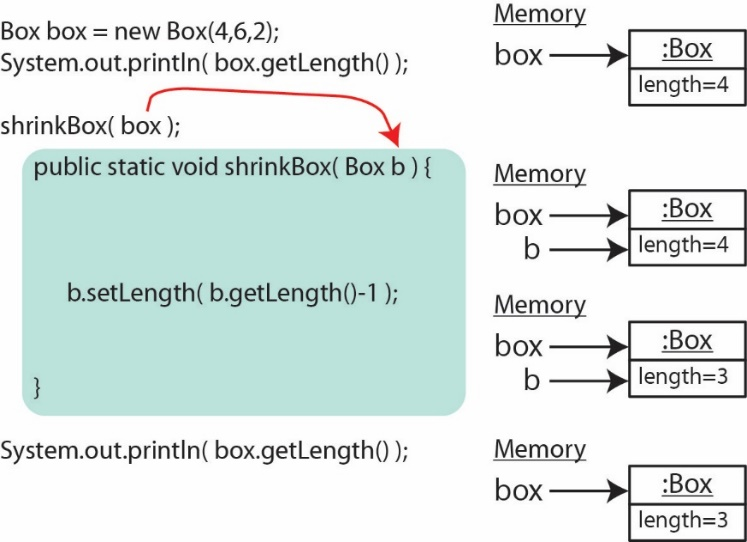 Box box = new Box(4,6,2);
System.out.println( box.getLength() );
Memory
box
:Box
length=4
shrinkBox( box );
public static void shrinkBox( Box b ) {
Memory
box
:Box
b
length=4
b.setLength( b.getLength()-1 );
Memory
box
:Box
b
length=3
}
System.out.println( box.getLength() );
Memory
box
:Box
length=3